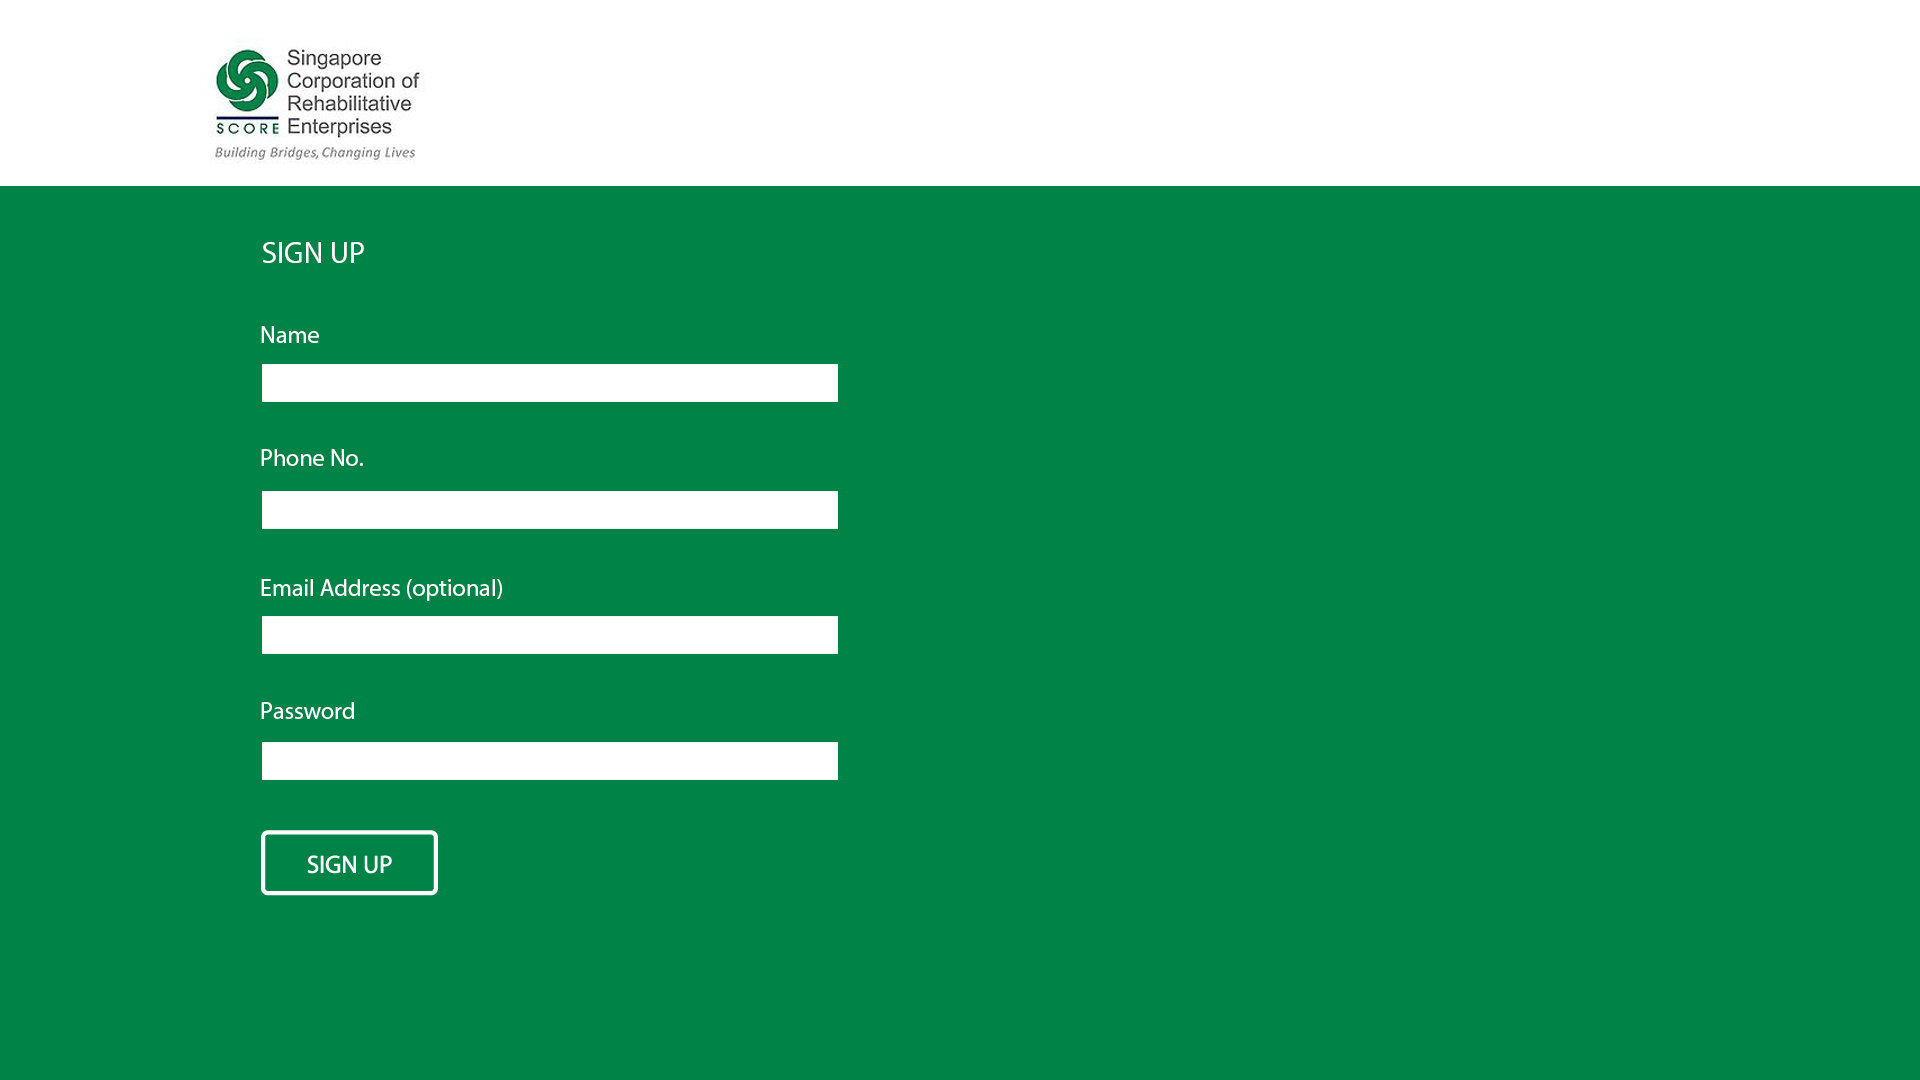 Singapore
Corporation of
Rehabilitative
SCORE Enterprises
Building Bridges, Changing Lives
SIGN UP
Name
Phone No.
Email Address (optional)
Password
SIGN UP